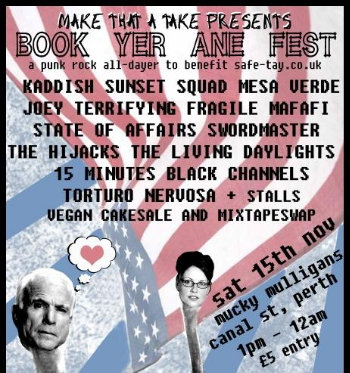 MAKE THAT A TAKE PRESENTS
BOOK YER ANE FEST
a punk rock all-dayer to benefit safe-tay.co.uk
KADDISH SUNSET SQUAD MESA VERDE
JOEY TERRIFYING FRAGILE MAFAFI
STATE OF AFFAIRS SWORDMASTER
THE HIJACKS THE LIVING DAYLIGHTS
15 MINUTES BLACK CHANNELS
TORTURO NERVOSA + STALLS
VEGAN CAKESALE AND MIXTAPESWAP
sat 15th nov
mucky mulligans
canal st, perth
1pm - 12am
£5 entry